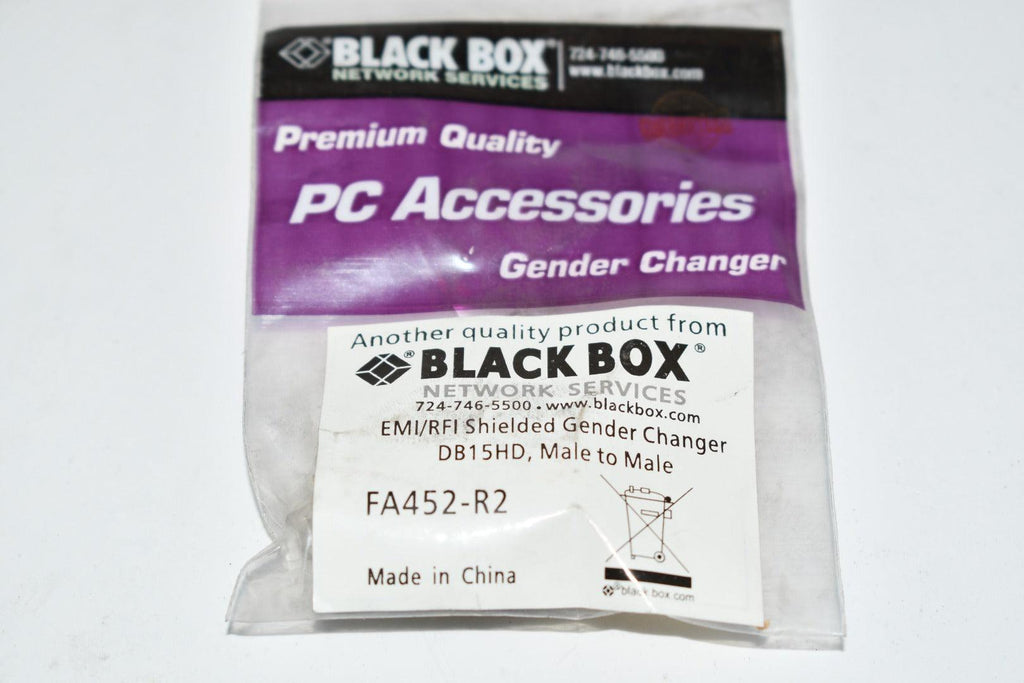 BLACK BOX®
NETWORK SERVICES
724-746-5500
www.blackbox.com
Premium Quality
PC Accessories
Gender Changer
Another quality product from
® BLACK BOX®
NETWORK SERVICES
724-746-5500 • www.blackbox.com
EMI/RFI Shielded Gender Changer
DB15HD, Male to Male
FA452-R2
Made in China
®black box.com